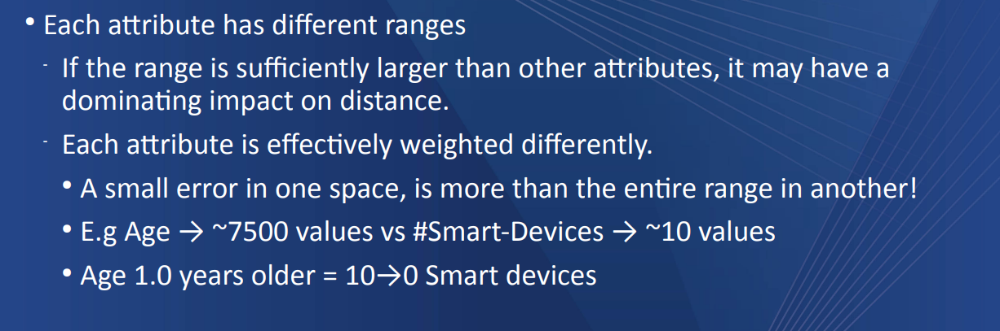 • Each attribute has different ranges
- If the range is sufficiently larger than other attributes, it may have a
dominating impact on distance.
- Each attribute is effectively weighted differently.
• A small error in one space, is more than the entire range in another!
• E.g Age → ~7500 values vs #Smart-Devices → ~10 values
• Age 1.0 years older = 10→0 Smart devices